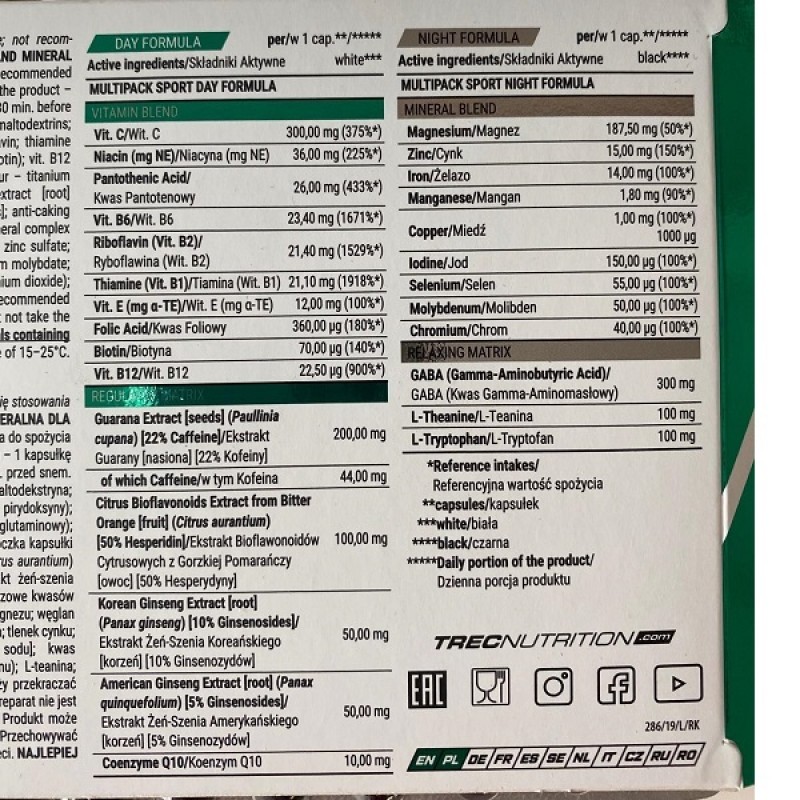 e; not recom-
AND MINERAL
recommended
the product –
30 min. before
maltodextrins;
vin; thiamine
otin); vit. B12
ur – titanium
extract [root]
]; anti-caking
eral complex
zinc sulfate;
m molybdate;
ium dioxide);
recommended
not take the
ls containing
e of 15–25°C.
ię stosowania
ERALNA DLA
a do spożycia
– 1 kapsułkę
. przed snem.
altodekstryna;
pirydoksyny);
glutaminowy);
czka kapsułki
rus aurantium)
kt żeń-szenia
zowe kwasów
gnezu; węglan
; tlenek cynku;
sodu]; kwas
nu); L-teanina;
ży przekraczać
reparat nie jest
Produkt może
Przechowywać
eci. NAJLEPIEJ
DAY FORMULA per/w 1 cap.**/*****
Active ingredients/Składniki Aktywne white***
MULTIPACK SPORT DAY FORMULA
VITAMIN BLEND
Vit. C/Wit. C 300,00 mg (375%*)
Niacin (mg NE)/Niacyna (mg NE) 36,00 mg (225%*)
Pantothenic Acid/
Kwas Pantotenowy 26,00 mg (433%*)
Vit. B6/Wit. B6 23,40 mg (1671%*)
Riboflavin (Vit. B2)/
Ryboflawina (Wit. B2) 21,40 mg (1529%*)
Thiamine (Vit. B1)/Tiamina (Wit. B1) 21,10 mg (1918%*)
Vit. E (mg α-TE)/Wit. E (mg α-TE) 12,00 mg (100%*)
Folic Acid/Kwas Foliowy 360,00 µg (180%*)
Biotin/Biotyna 70,00 µg (140%*)
Vit. B12/Wit. B12 22,50 µg (900%*)
MATRIX
Guarana Extract [seeds] (Paullinia
cupana) [22% Caffeine]/Ekstrakt 200,00 mg
Guarany [nasiona] [22% Kofeiny]
of which Caffeine/w tym Kofeina 44,00 mg
Citrus Bioflavonoids Extract from Bitter
Orange [fruit] (Citrus aurantium)
[50% Hesperidin]/Ekstrakt Bioflawonoidów 100,00 mg
Cytrusowych z Gorzkiej Pomarańczy
[owoc] [50% Hesperydyny]
Korean Ginseng Extract [root]
(Panax ginseng) [10% Ginsenosides]/
Ekstrakt Żeń-Szenia Koreańskiego 50,00 mg
[korzeń] [10% Ginsenozydów]
American Ginseng Extract [root] (Panax
quinquefolium) [5% Ginsenosides]/
Ekstrakt Żeń-Szenia Amerykańskiego 50,00 mg
[korzeń] [5% Ginsenozydów]
Coenzyme Q10/Koenzym Q10 10,00 mg
NIGHT FORMULA per/w 1 cap.**/*****
Active ingredients/Składniki Aktywne black****
MULTIPACK SPORT NIGHT FORMULA
MINERAL BLEND
Magnesium/Magnez 187,50 mg (50%*)
Zinc/Cynk 15,00 mg (150%*)
Iron/Żelazo 14,00 mg (100%*)
Manganese/Mangan 1,80 mg (90%*)
Copper/Miedź 1,00 mg (100%*)
1000 µg
Iodine/Jod 150,00 µg (100%*)
Selenium/Selen 55,00 µg (100%*)
Molybdenum/Molibden 50,00 µg (100%*)
Chromium/Chrom 40,00 µg (100%*)
RELAXING MATRIX
GABA (Gamma-Aminobutyric Acid)/
GABA (Kwas Gamma-Aminomasłowy) 300 mg
L-Theanine/L-Teanina 100 mg
L-Tryptophan/L-Tryptofan 100 mg
*Reference intakes/
Referencyjna wartość spożycia
**capsules/kapsułek
***white/biała
****black/czarna
*****Daily portion of the product/
Dzienna porcja produktu
TRECNUTRITION.com
EAC
286/19/L/RK
EN PL DE/FR/ES/SE/NL/IT/CZ/RU/RO